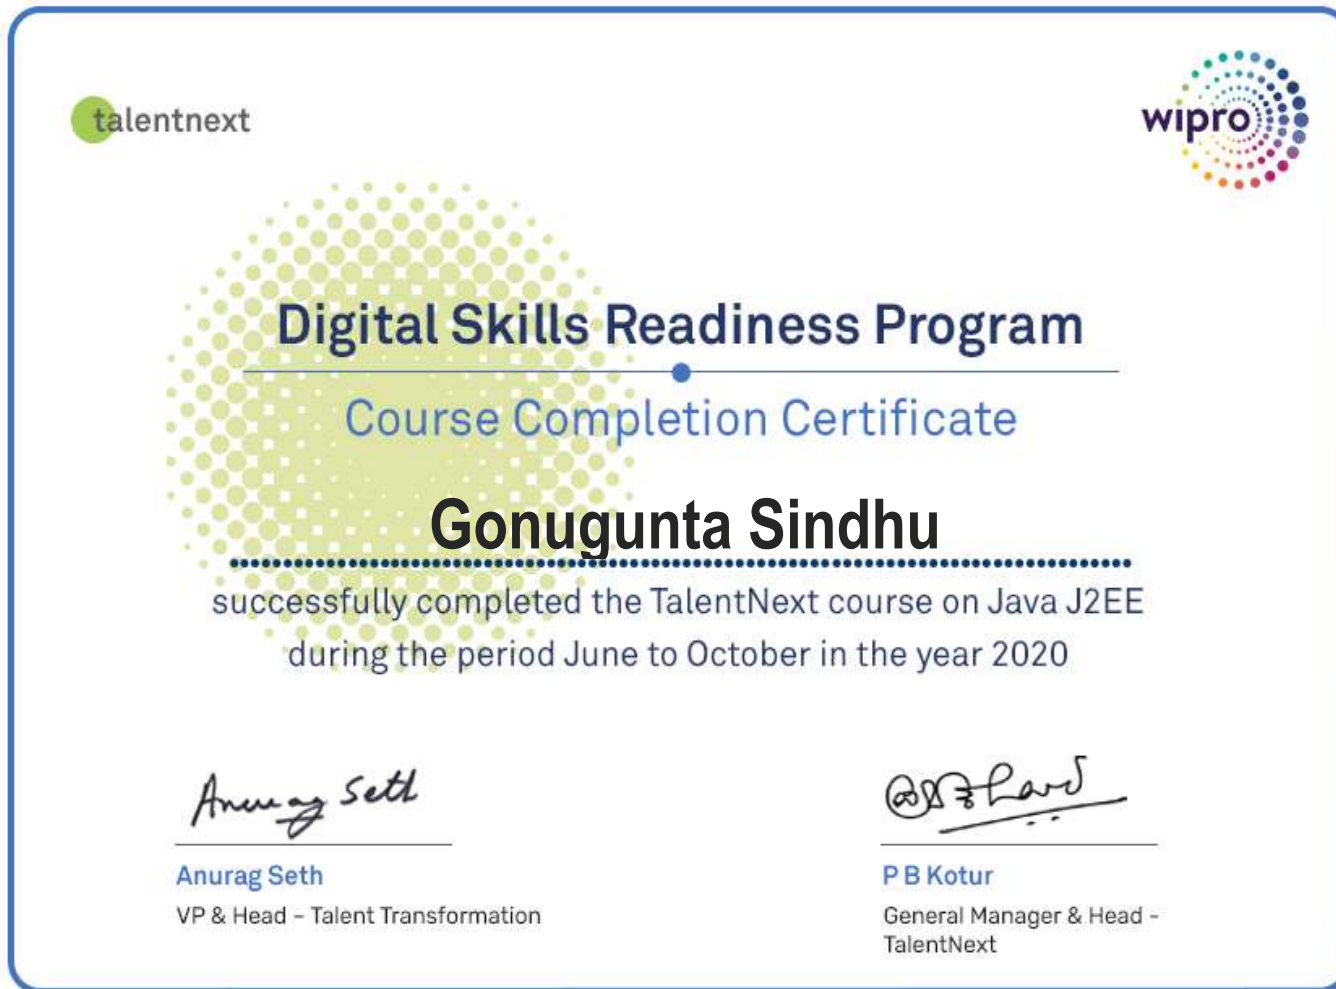 talentnext
wipro
Digital Skills Readiness Program
Course Completion Certificate
Gonugunta Sindhu
successfully completed the TalentNext course on Java J2EE
during the period June to October in the year 2020
Anurag Seth
Anurag Seth
VP & Head – Talent Transformation
P B Kotur
General Manager & Head -
TalentNext